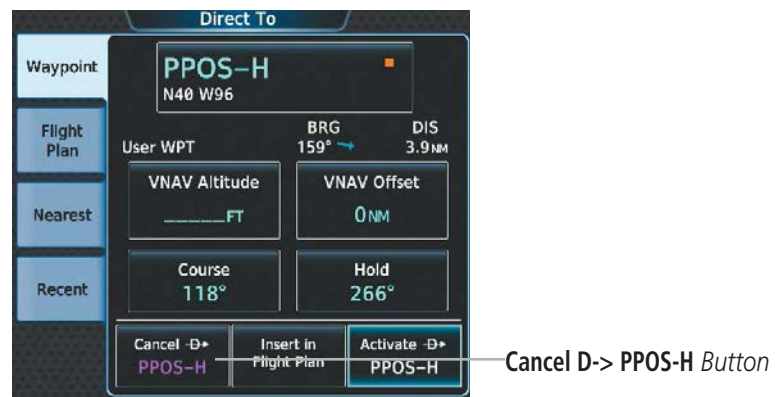 Direct To
Waypoint
PPOS-H
N40 W96
Flight
Plan
User WPT
BRG
159°
DIS
3.9NM
Nearest
VNAV Altitude
_____FT
VNAV Offset
0NM
Recent
Course
118°
Hold
266°
Cancel D→
PPOS-H
Insert in
Flight Plan
Activate D→
PPOS-H
Cancel D-> PPOS-H Button